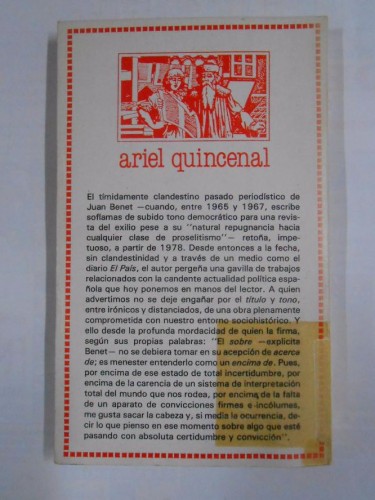 ariel quincenal
El tímidamente clandestino pasado periodístico de
Juan Benet —cuando, entre 1965 y 1967, escribe
soflamas de subido tono democrático para una revis-
ta del exilio pese a su "natural repugnancia hacia
cualquier clase de proselitismo"— retoña, impe-
tuoso, a partir de 1978. Desde entonces a la fecha,
sin clandestinidad y a través de un medio como el
diario El País, el autor pergeña una gavilla de trabajos
relacionados con la candente actualidad política espa-
ñola que hoy ponemos en manos del lector. A quien
advertimos no se deje engañar por el título y tono,
entre irónicos y distanciados, de una obra plenamente
comprometida con nuestro entorno sociohistórico. Y
ello desde la profunda mordacidad de quien la firma,
según sus propias palabras: "El sobre —explicita
Benet— no se debiera tomar en su acepción de acerca
de; es menester entenderlo como un encima de. Pues,
por encima de ese estado de total incertidumbre, por
encima de la carencia de un sistema de interpretación
total del mundo que nos rodea, por encima de la falta
de un aparato de convicciones firmes e incólumes,
me gusta sacar la cabeza y, si media la ocurrencia, de-
cir lo que pienso en ese momento sobre algo que esté
pasando con absoluta certidumbre y convicción".